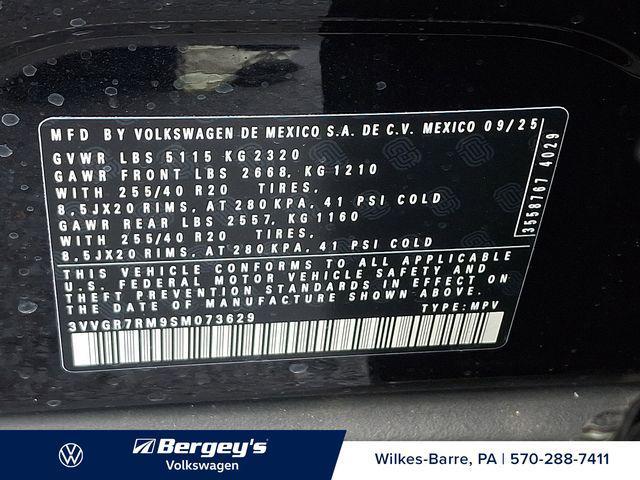 MFD BY VOLKSWAGEN DE MEXICO S.A. DE C.V. MEXICO 09/25
GVWR LBS 5115 KG 2320
GAWR FRONT LBS 2668, KG 1210
WITH 255/40 R20 TIRES,
8,5JX20 RIMS, AT 280 KPA, 41 PSI COLD
GAWR REAR LBS 2557, KG 1160
WITH 255/40 R20 TIRES,
8,5JX20 RIMS, AT 280 KPA, 41 PSI COLD
THIS VEHICLE CONFORMS TO ALL APPLICABLE
U.S. FEDERAL MOTOR VEHICLE SAFETY AND
THEFT PREVENTION STANDARDS IN EFFECT ON
THE DATE OF MANUFACTURE SHOWN ABOVE.
3VVGR7RM9SM073629 TYPE: MPV
3558767 4029
Bergey's
Volkswagen
Wilkes-Barre, PA | 570-288-7411